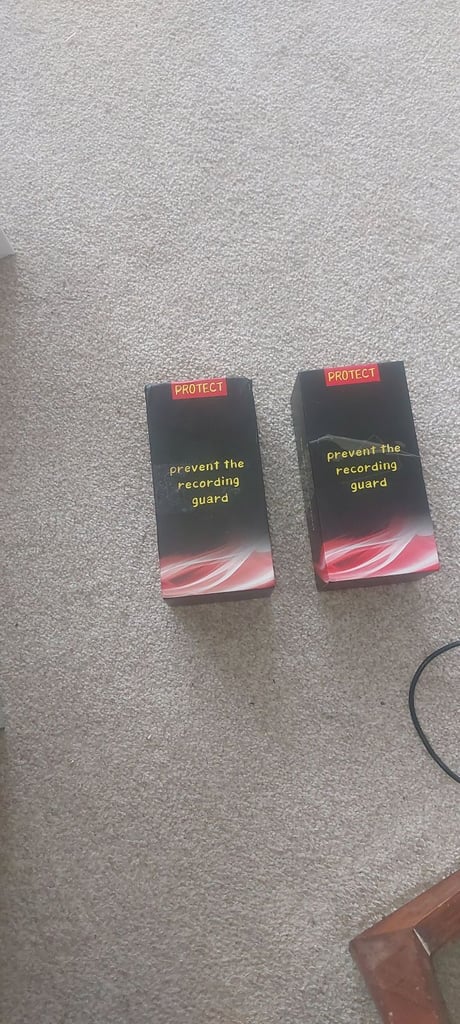 PROTECT
prevent the
recording
guard
PROTECT
prevent the
recording
guard